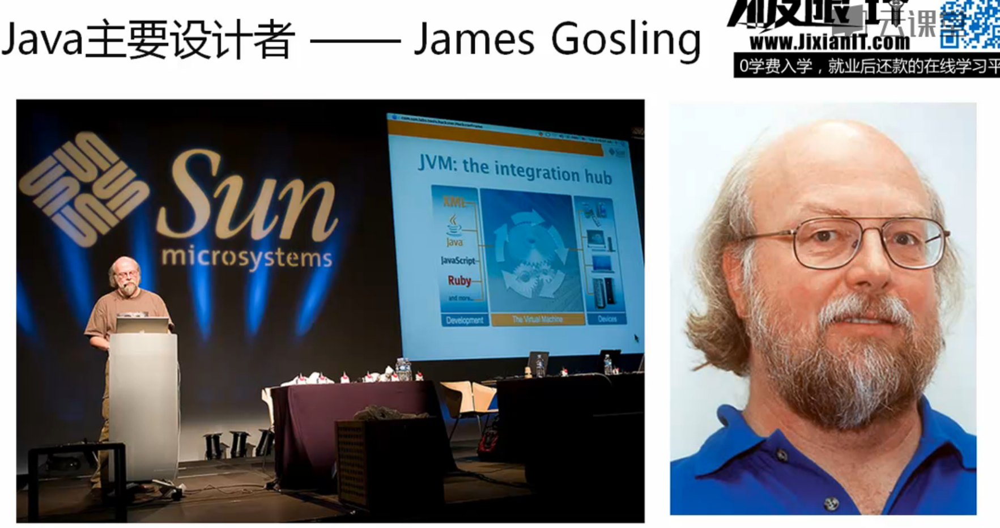 Java主要设计者 —— James Gosling
云课堂
www.JixianIT.com
0学费入学，就业后还款的在线学习平
Sun
microsystems
JVM: the integration hub
XML
Java
JavaScript
Ruby
and more...
Development
The Virtual Machine
Devices
Sun